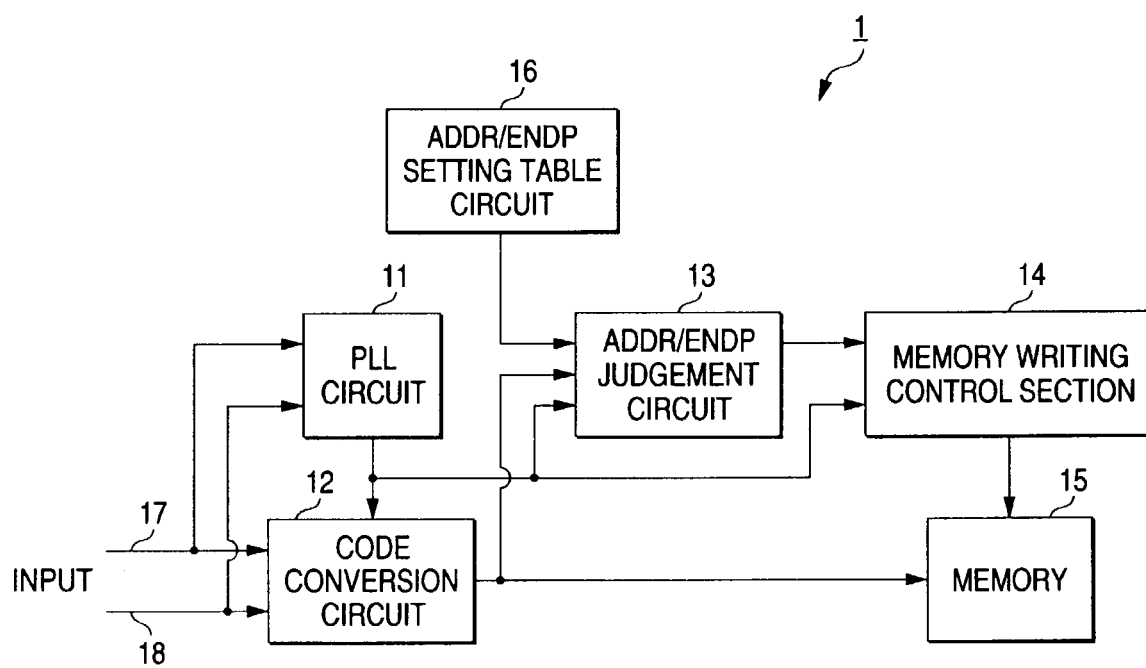 1
16
ADDR/ENDP
SETTING TABLE
CIRCUIT
11
PLL
CIRCUIT
13
ADDR/ENDP
JUDGEMENT
CIRCUIT
14
MEMORY WRITING
CONTROL SECTION
12
CODE
CONVERSION
CIRCUIT
15
MEMORY
17
INPUT
18